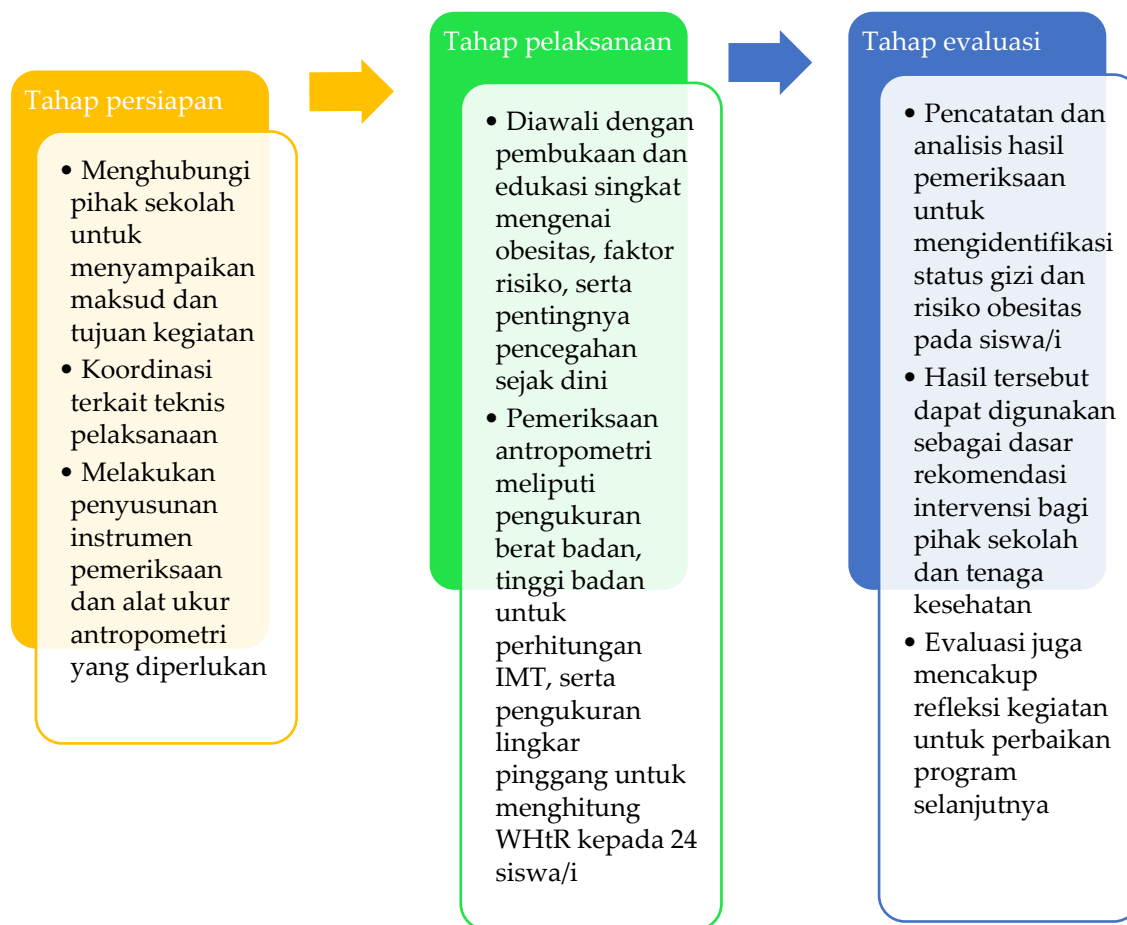 Tahap persiapan
• Menghubungi
pihak sekolah
untuk
menyampaikan
maksud dan
tujuan kegiatan
• Koordinasi
terkait teknis
pelaksanaan
• Melakukan
penyusunan
instrumen
pemeriksaan
dan alat ukur
antropometri
yang diperlukan
Tahap pelaksanaan
• Diawali dengan
pembukaan dan
edukasi singkat
mengenai
obesitas, faktor
risiko, serta
pentingnya
pencegahan
sejak dini
• Pemeriksaan
antropometri
meliputi
pengukuran
berat badan,
tinggi badan
untuk
perhitungan
IMT, serta
pengukuran
lingkar
pinggang untuk
menghitung
WHtR kepada 24
siswa/i
Tahap evaluasi
• Pencatatan dan
analisis hasil
pemeriksaan
untuk
mengidentifikasi
status gizi dan
risiko obesitas
pada siswa/i
• Hasil tersebut
dapat digunakan
sebagai dasar
rekomendasi
intervensi bagi
pihak sekolah
dan tenaga
kesehatan
• Evaluasi juga
mencakup
refleksi kegiatan
untuk perbaikan
program
selanjutnya